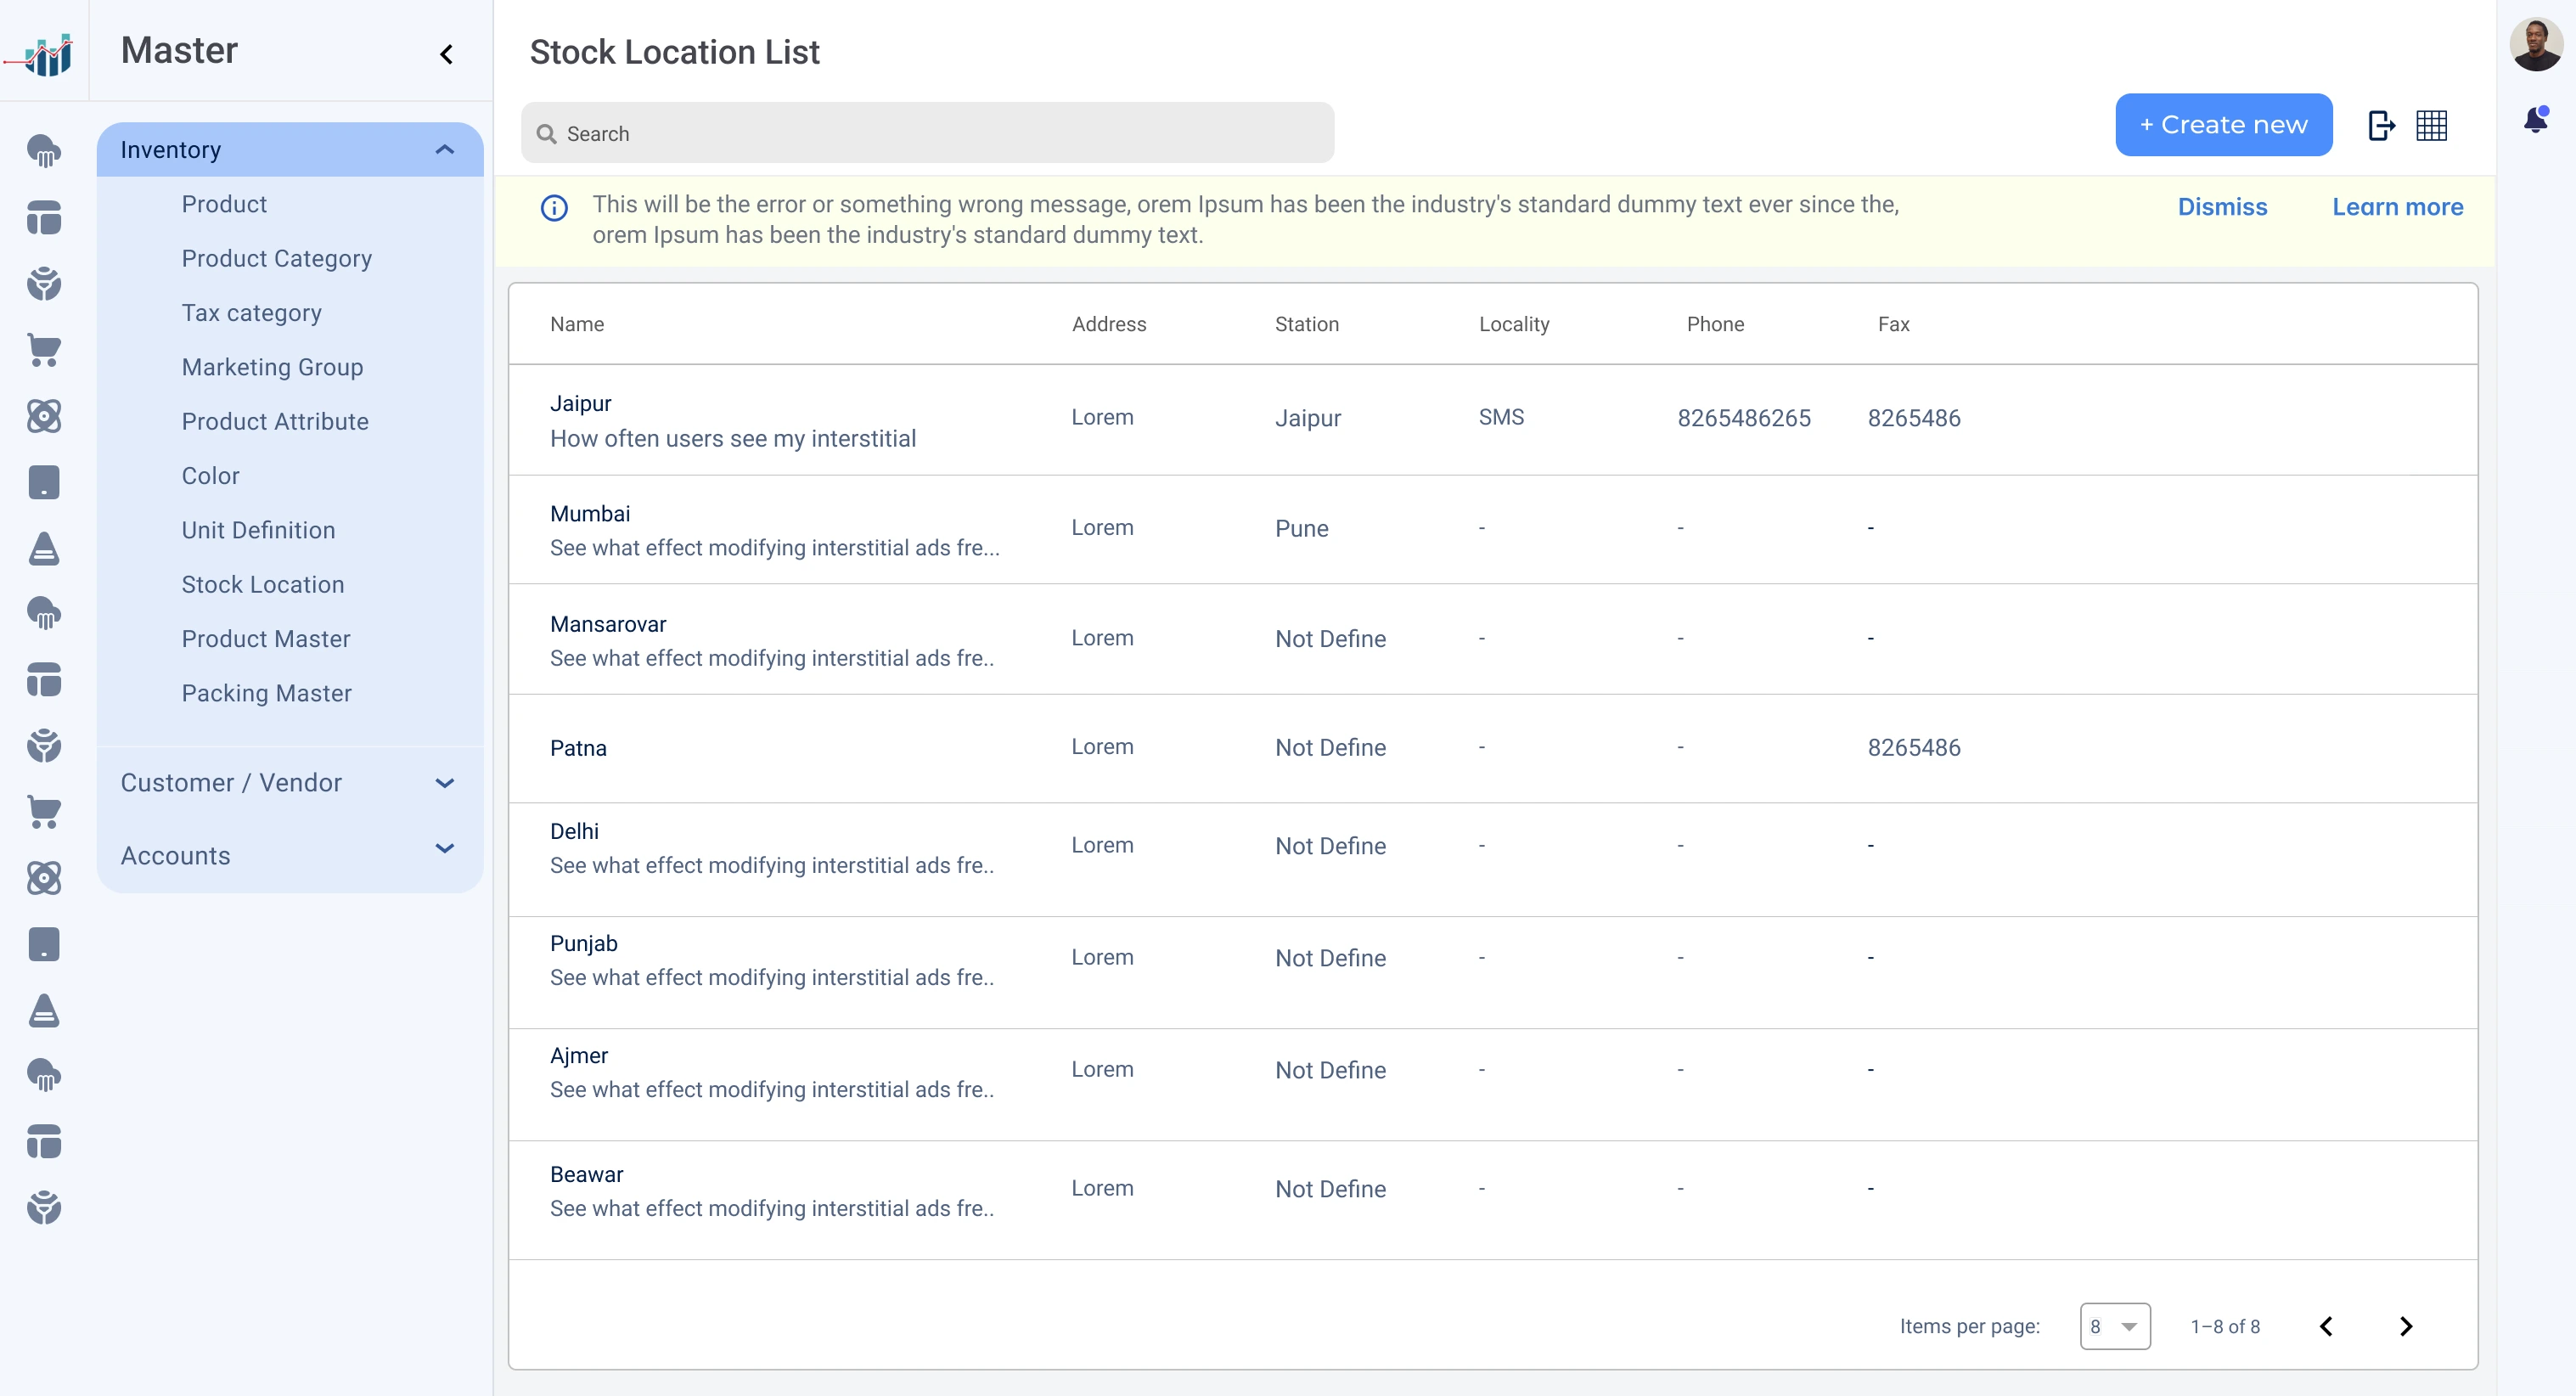 Master
Inventory
Product
Product Category
Tax category
Marketing Group
Product Attribute
Color
Unit Definition
Stock Location
Product Master
Packing Master
Customer / Vendor
Accounts
Stock Location List
Search
+ Create new
This will be the error or something wrong message, orem Ipsum has been the industry's standard dummy text ever since the,
orem Ipsum has been the industry's standard dummy text.
Dismiss Learn more
Name Address Station Locality Phone Fax
Jaipur
How often users see my interstitial
Lorem Jaipur SMS 8265486265 8265486
Mumbai
See what effect modifying interstitial ads fre...
Lorem Pune - - -
Mansarovar
See what effect modifying interstitial ads fre..
Lorem Not Define - - -
Patna Lorem Not Define - - 8265486
Delhi
See what effect modifying interstitial ads fre..
Lorem Not Define - - -
Punjab
See what effect modifying interstitial ads fre..
Lorem Not Define - - -
Ajmer
See what effect modifying interstitial ads fre..
Lorem Not Define - - -
Beawar
See what effect modifying interstitial ads fre..
Lorem Not Define - - -
Items per page: 8 1–8 of 8